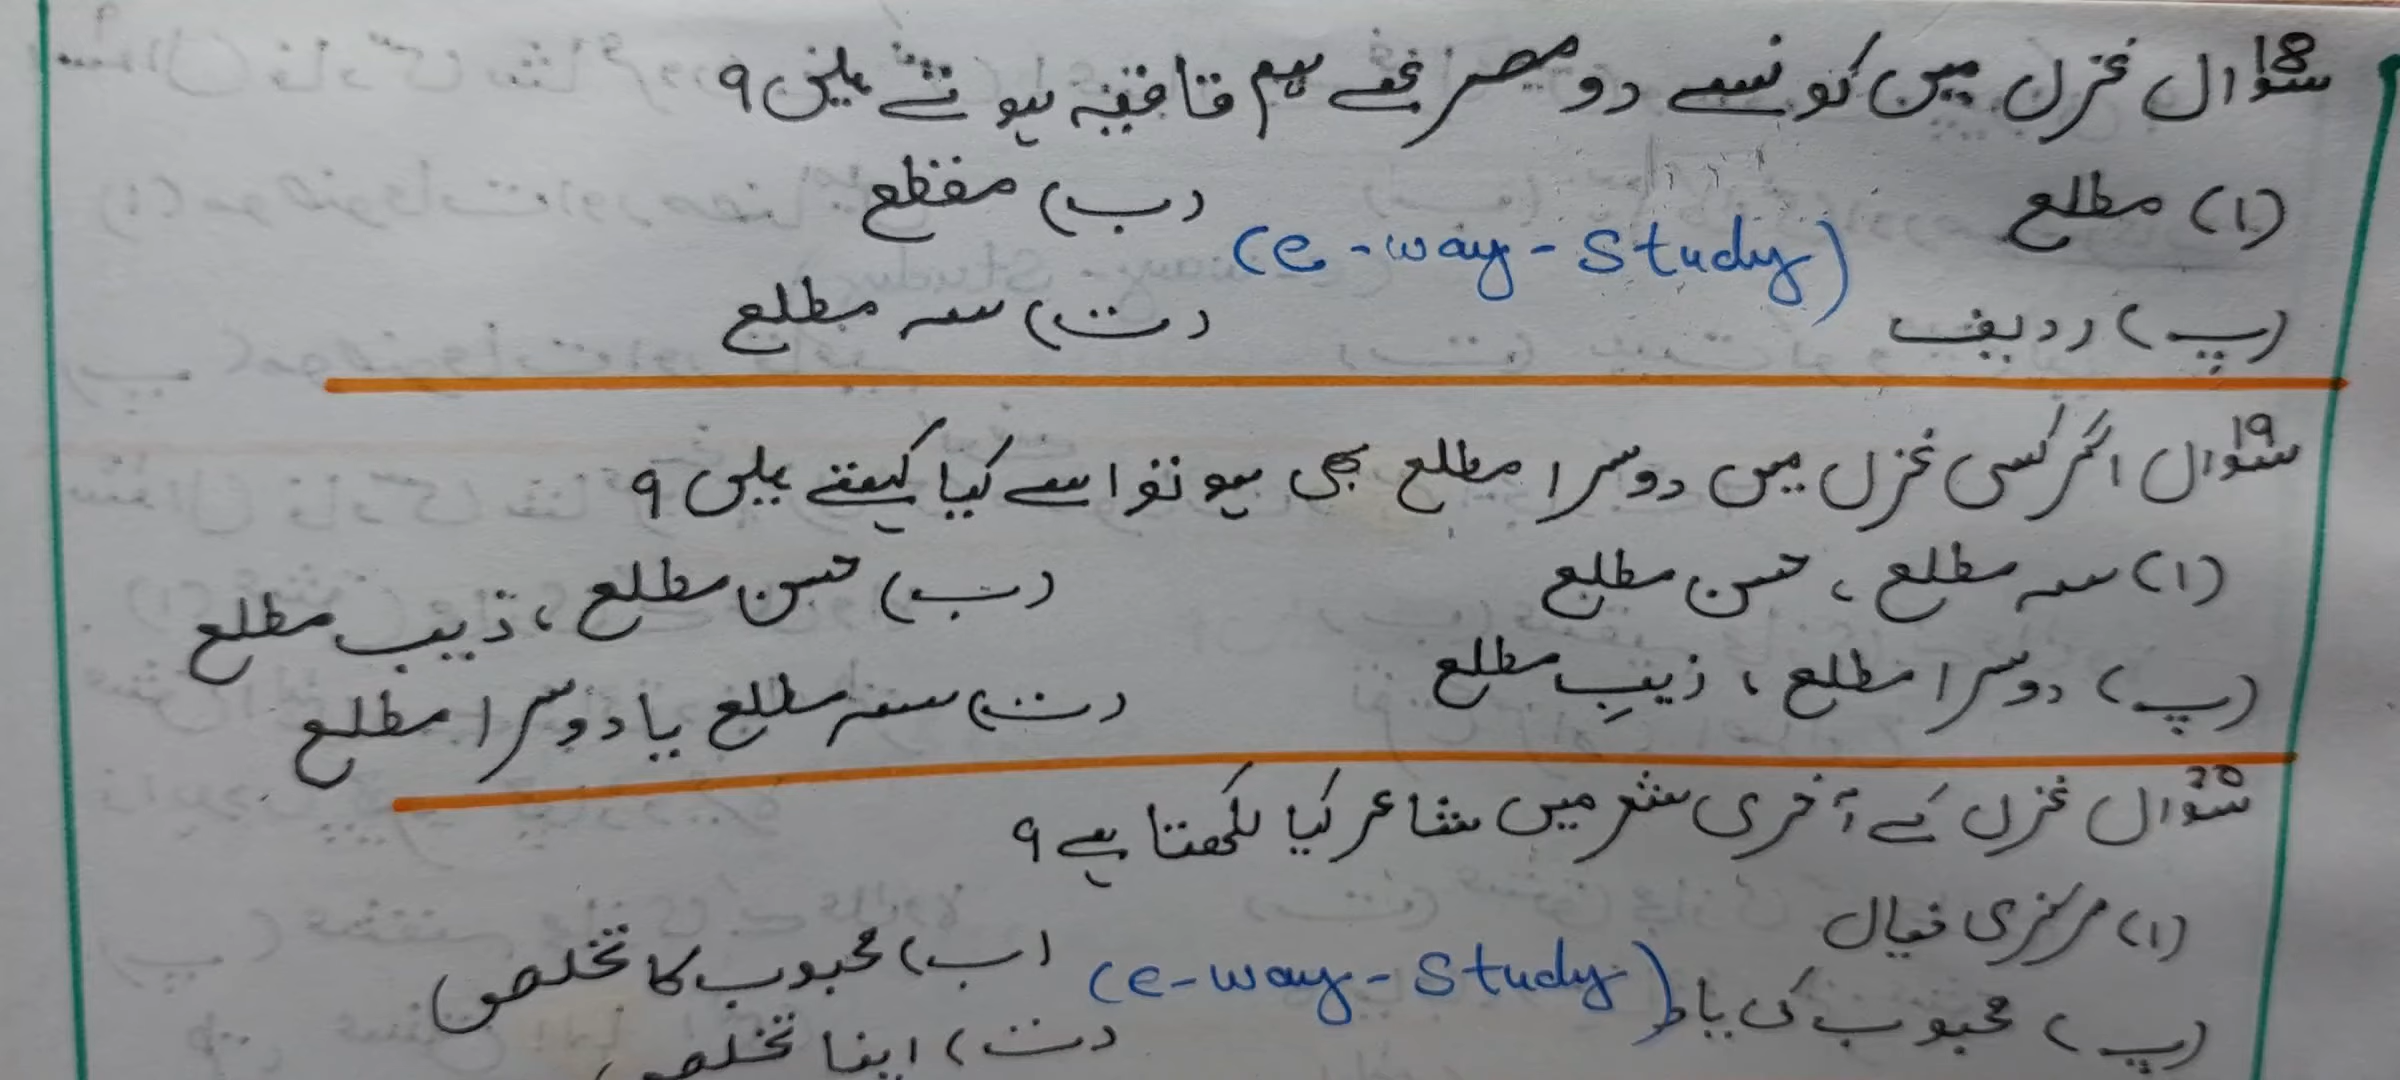 سوال 18 غزل میں کونسے دو مصرعے ہم قافیہ ہوتے ہیں؟
(ا) مطلع (ب) مقطع
(e-way-Study)
(پ) ردیف (ت) سہ مطلع
سوال 19 اگر کسی غزل میں دوسرا مطلع بھی ہو تو اسے کیا کہتے ہیں؟
(ا) سہ مطلع، حسن مطلع (ب) حسن مطلع، ذیب مطلع
(پ) دوسرا مطلع، زیبِ مطلع (ت) سہ مطلع یا دوسرا مطلع
سوال 20 غزل کے آخری شعر میں شاعر کیا لکھتا ہے؟
(ا) مرکزی خیال (ب) محبوب کا تخلص
(e-way-Study)
(پ) محبوب کی یاد (ت) اپنا تخلص